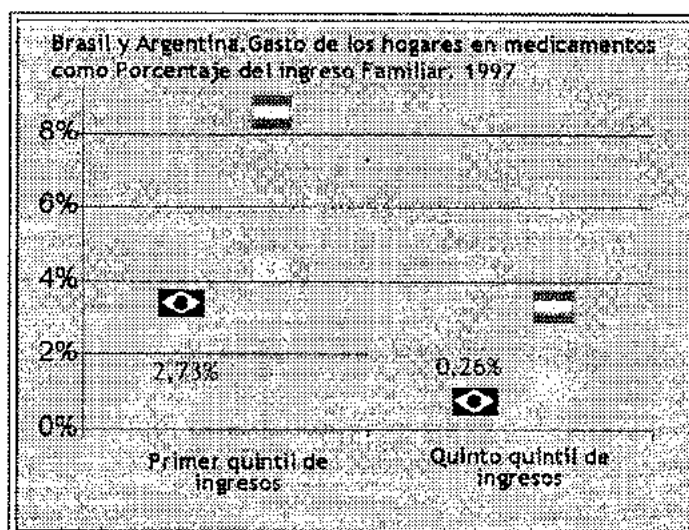 Brasil y Argentina.Gasto de los hogares en medicamentos
como Porcentaje del ingreso Familiar. 1997
8%
6%
4%
2%
0%
2,73%
0,26%
Primer quintil de
ingresos
Quinto quintil de
ingresos